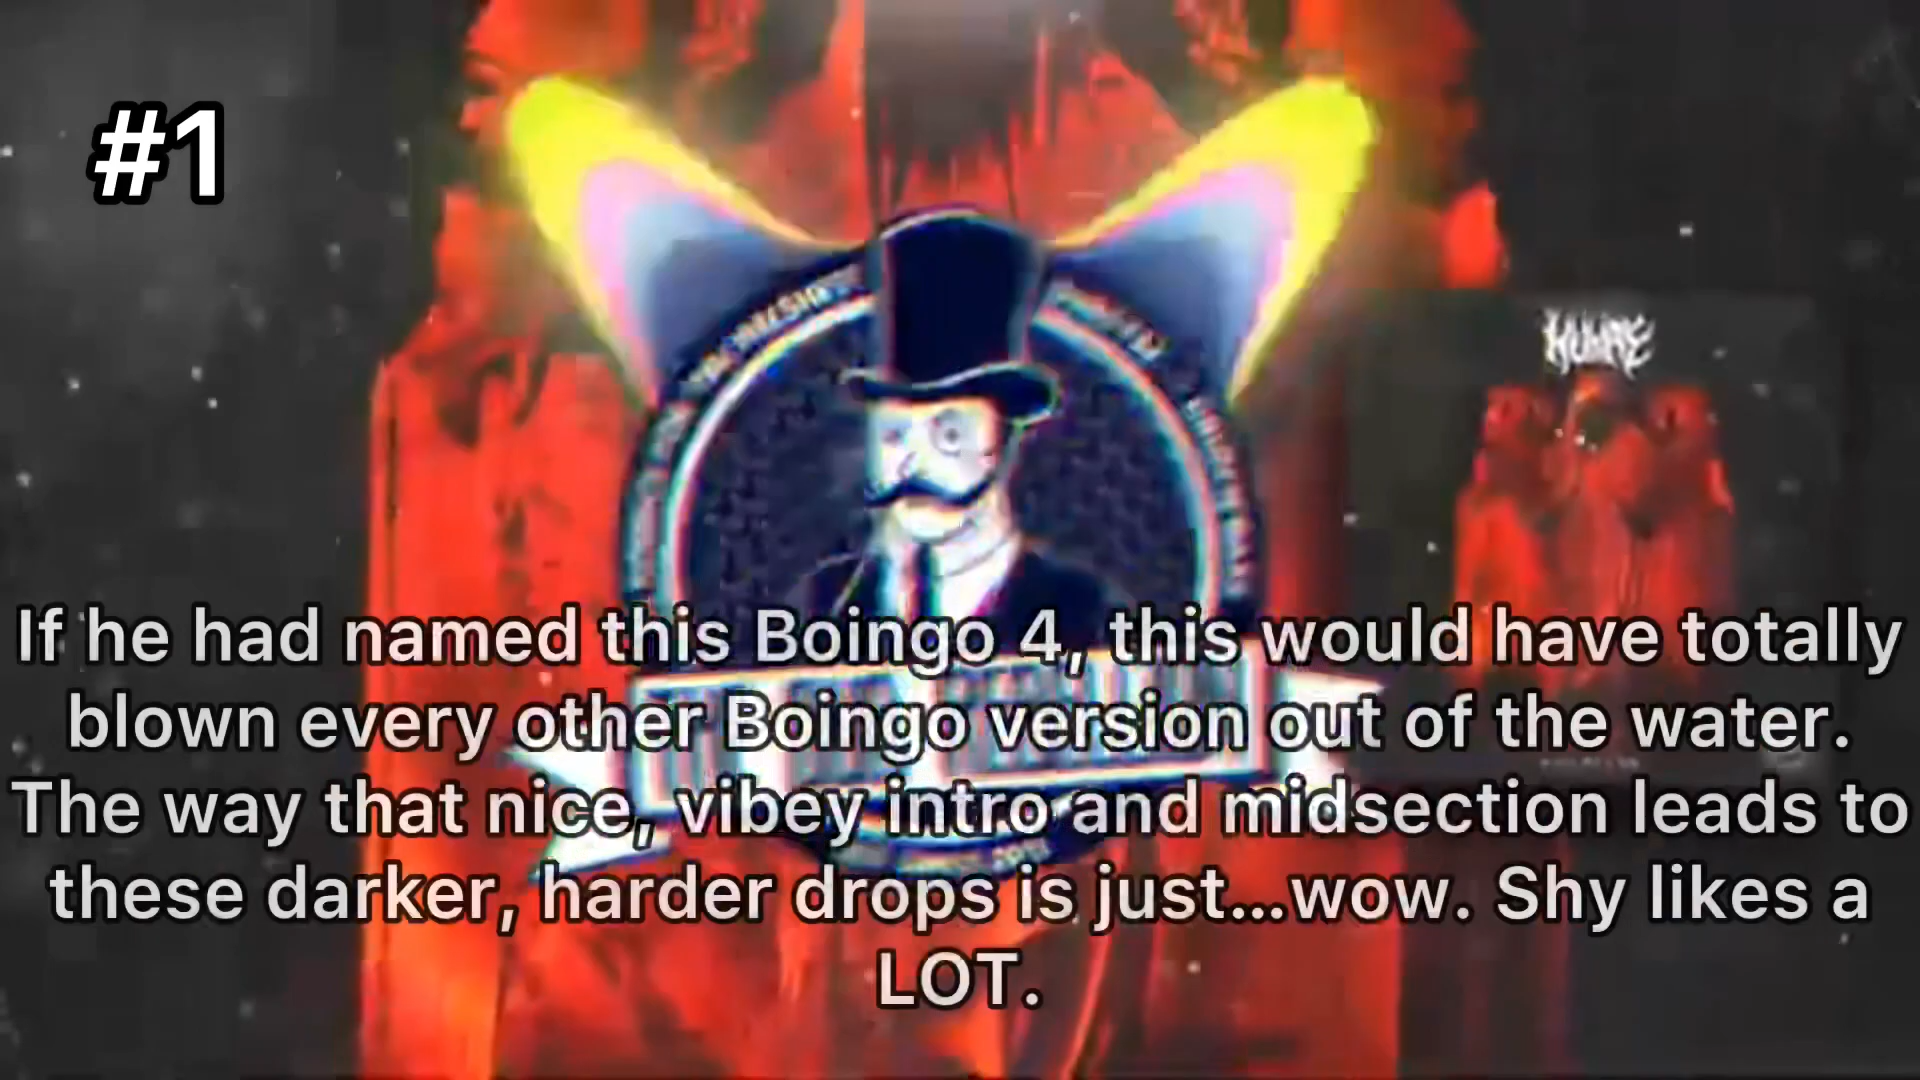 #1
If he had named this Boingo 4, this would have totally
blown every other Boingo version out of the water.
The way that nice, vibey intro and midsection leads to
these darker, harder drops is just...wow. Shy likes a
LOT.